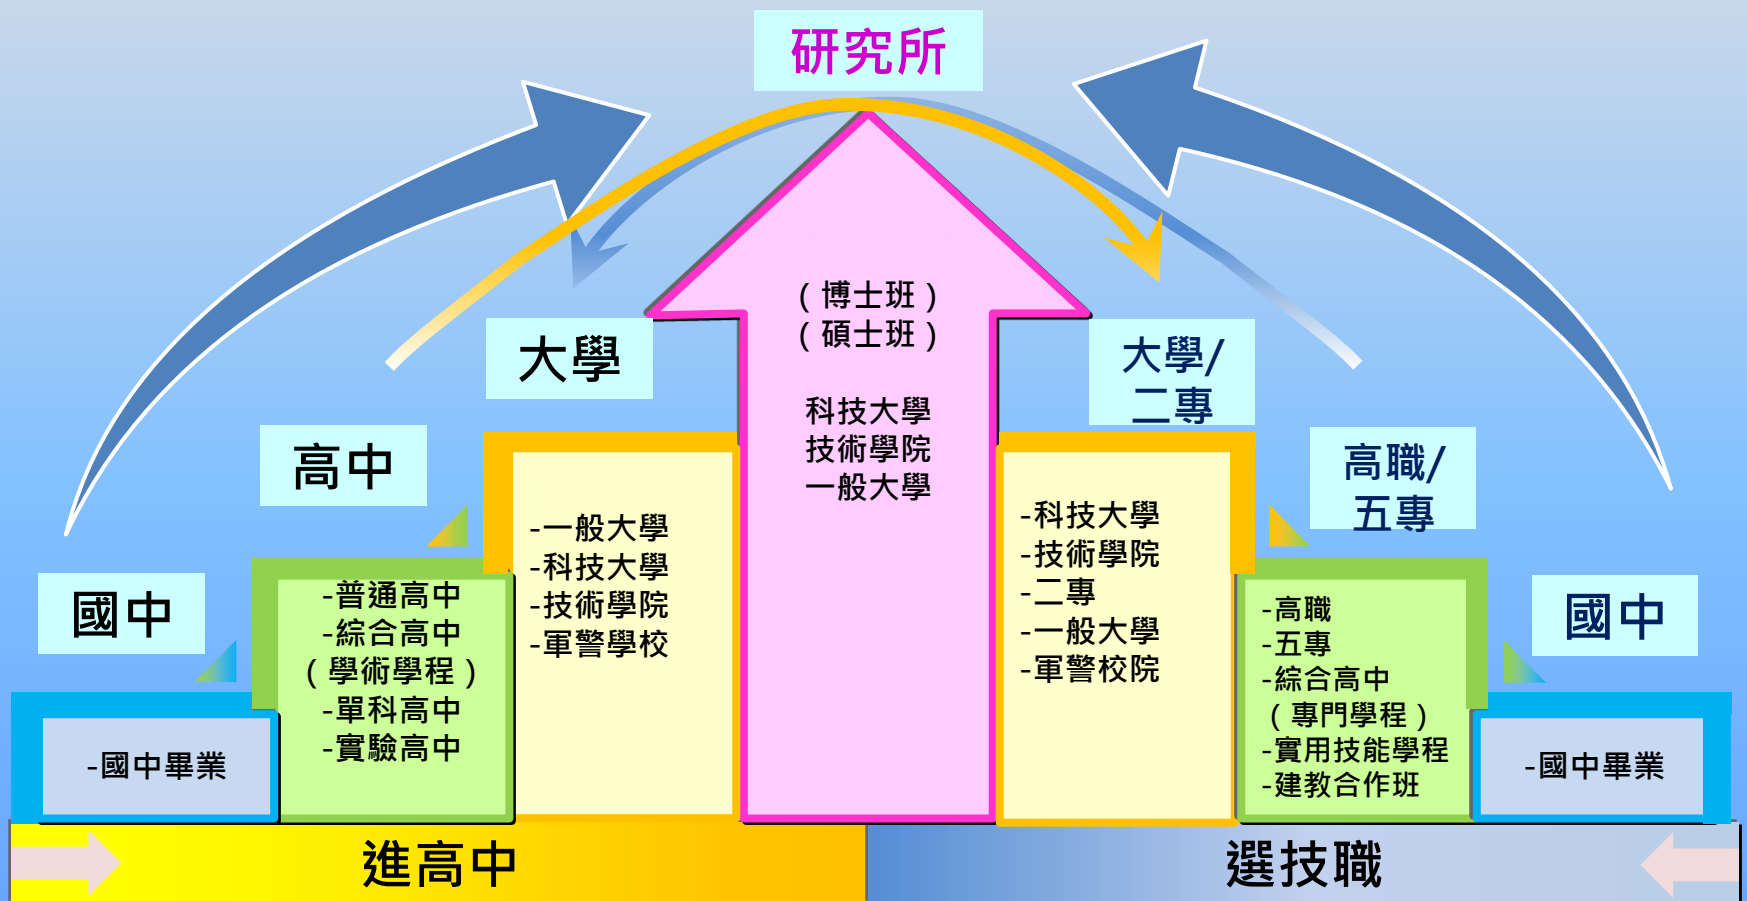 研究所
(博士班)
(碩士班)
科技大學
技術學院
一般大學
大學
-一般大學
-科技大學
-技術學院
-軍警學校
高中
-普通高中
-綜合高中
(學術學程)
-單科高中
-實驗高中
國中
-國中畢業
大學/
二專
-科技大學
-技術學院
-二專
-一般大學
-軍警校院
高職/
五專
-高職
-五專
-綜合高中
(專門學程)
-實用技能學程
-建教合作班
國中
-國中畢業
進高中
選技職